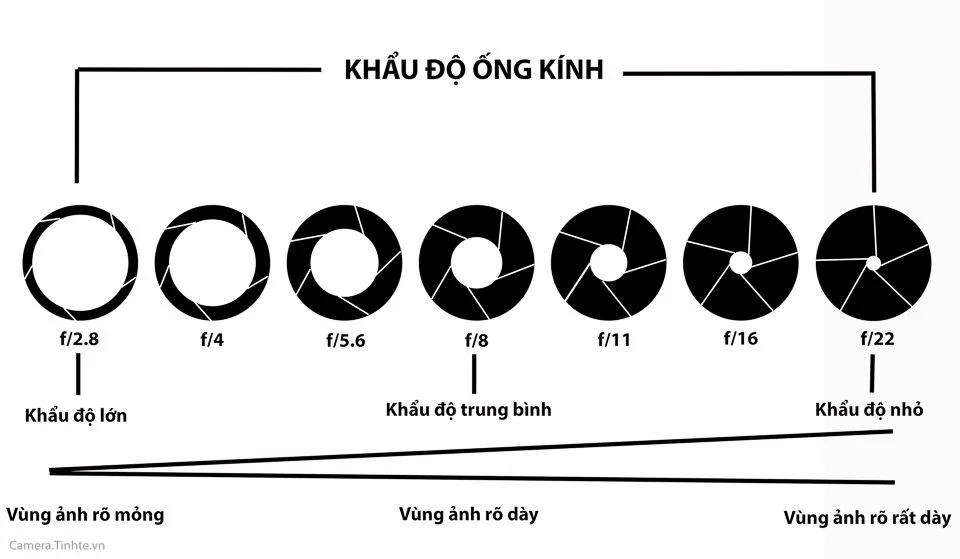 KHẨU ĐỘ ỐNG KÍNH
f/2.8 f/4 f/5.6 f/8 f/11 f/16 f/22
Khẩu độ lớn Khẩu độ trung bình Khẩu độ nhỏ
Vùng ảnh rõ mỏng Vùng ảnh rõ dày Vùng ảnh rõ rất dày
Camera.Tinhte.vn